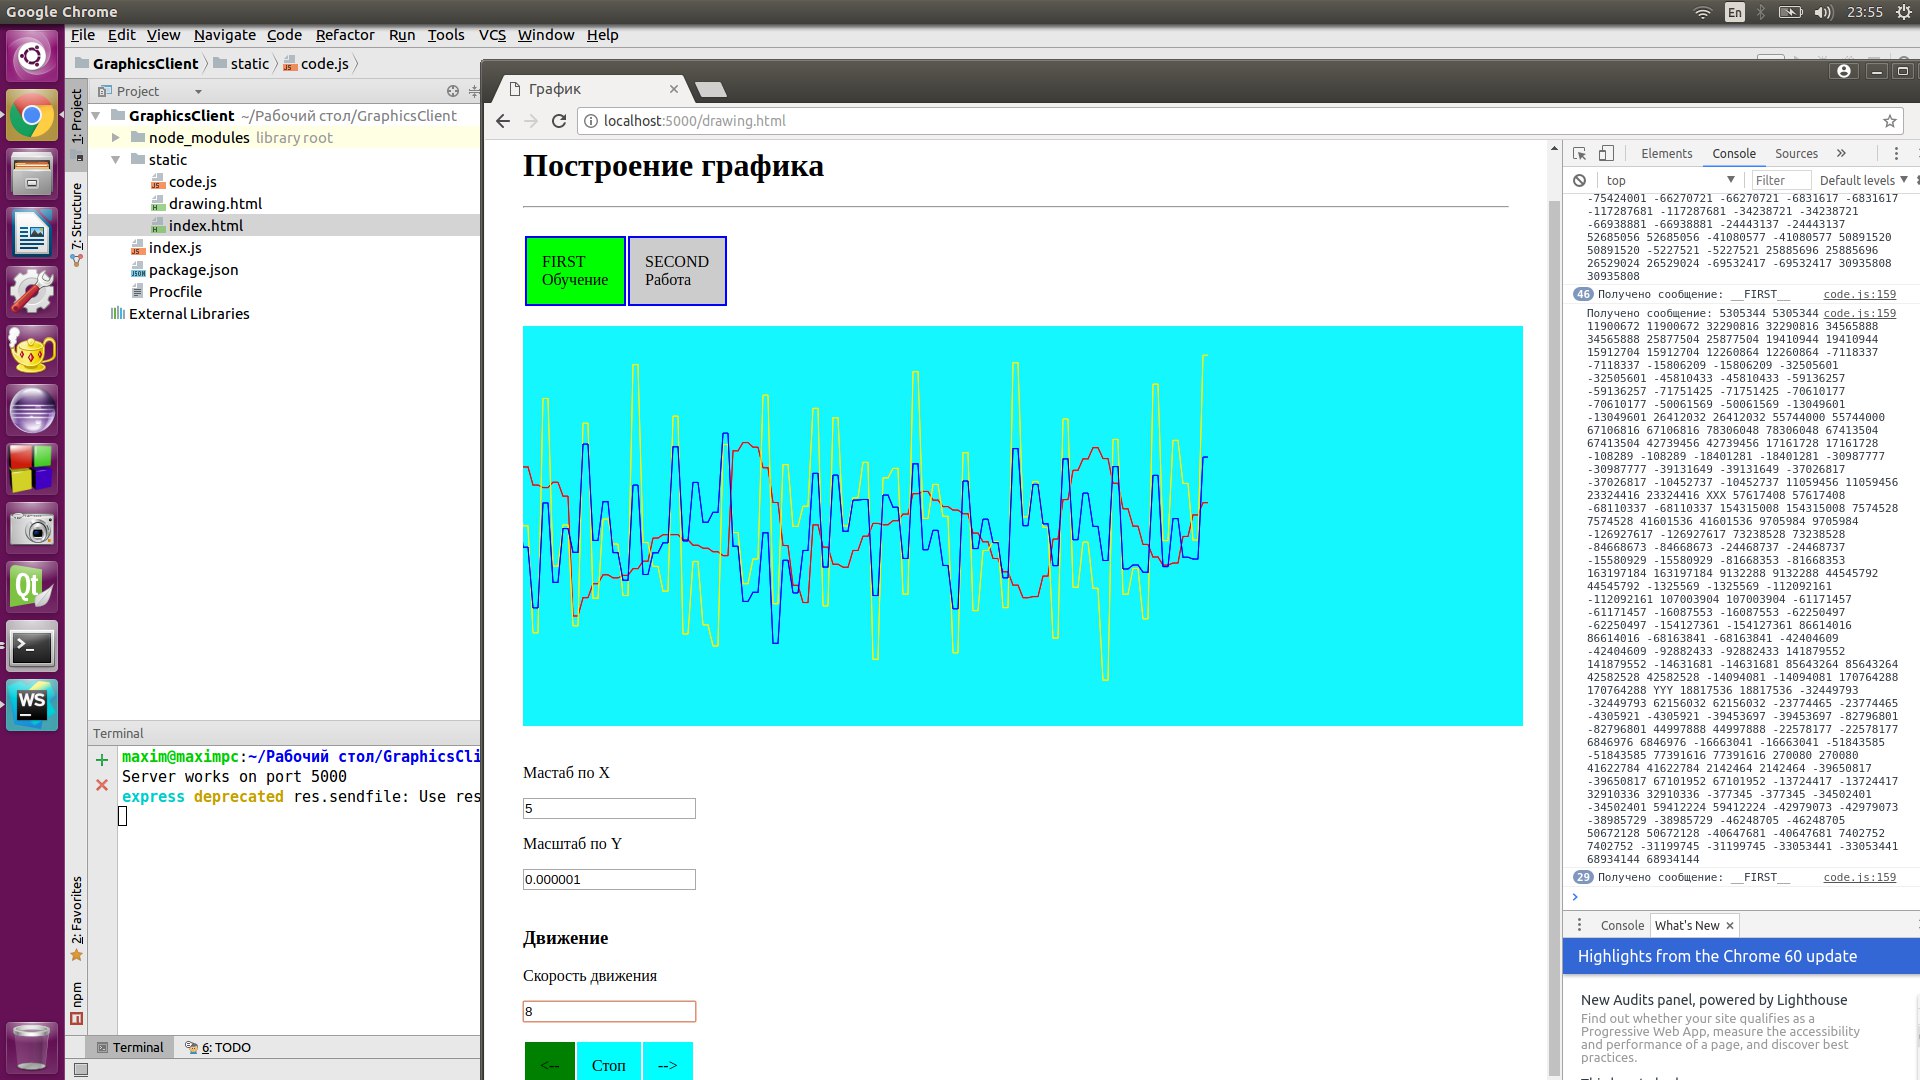 Google Chrome
En
23:55
File Edit View Navigate Code Refactor Run Tools VCS Window Help
GraphicsClient static code.js
1: Project
7: Structure
2: Favorites
npm
Project
GraphicsClient ~/Рабочий стол/GraphicsClient
node_modules library root
static
code.js
drawing.html
index.html
index.js
package.json
Procfile
External Libraries
Terminal
maxim@maximpc:~/Рабочий стол/GraphicsCli
Server works on port 5000
express deprecated res.sendfile: Use res
Terminal
6: TODO
График
localhost:5000/drawing.html
Построение графика
FIRST
Обучение
SECOND
Работа
Мастаб по X
5
Масштаб по Y
0.000001
Движение
Скорость движения
8
<--
Стоп
-->
Elements Console Sources »
top
Filter
Default levels
-75424001 -66270721 -66270721 -6831617 -6831617
-117287681 -117287681 -34238721 -34238721
-66938881 -66938881 -24443137 -24443137
52685056 52685056 -41080577 -41080577 50891520
50891520 -5227521 -5227521 25885696 25885696
26529024 26529024 -69532417 -69532417 30935808
30935808
46 Получено сообщение: __FIRST__ code.js:159
Получено сообщение: 5305344 5305344 code.js:159
11900672 11900672 32290816 32290816 34565888
34565888 25877504 25877504 19410944 19410944
15912704 15912704 12260864 12260864 -7118337
-7118337 -15806209 -15806209 -32505601
-32505601 -45810433 -45810433 -59136257
-59136257 -71751425 -71751425 -70610177
-70610177 -50061569 -50061569 -13049601
-13049601 26412032 26412032 55744000 55744000
67106816 67106816 78306048 78306048 67413504
67413504 42739456 42739456 17161728 17161728
-108289 -108289 -18401281 -18401281 -30987777
-30987777 -39131649 -39131649 -37026817
-37026817 -10452737 -10452737 11059456 11059456
23324416 23324416 XXX 57617408 57617408
-68110337 -68110337 154315008 154315008 7574528
7574528 41601536 41601536 9705984 9705984
-126927617 -126927617 73238528 73238528
-84668673 -84668673 -24468737 -24468737
-15580929 -15580929 -81668353 -81668353
163197184 163197184 9132288 9132288 44545792
44545792 -1325569 -1325569 -112092161
-112092161 107003904 107003904 -61171457
-61171457 -16087553 -16087553 -62250497
-62250497 -154127361 -154127361 86614016
86614016 -68163841 -68163841 -42404609
-42404609 -92882433 -92882433 141879552
141879552 -14631681 -14631681 85643264 85643264
42582528 42582528 -14094081 -14094081 170764288
170764288 YYY 18817536 18817536 -32449793
-32449793 62156032 62156032 -23774465 -23774465
-4305921 -4305921 -39453697 -39453697 -82796801
-82796801 44997888 44997888 -22578177 -22578177
6846976 6846976 -16663041 -16663041 -51843585
-51843585 77391616 77391616 270080 270080
41622784 41622784 2142464 2142464 -39650817
-39650817 67101952 67101952 -13724417 -13724417
32910336 32910336 -377345 -377345 -34502401
-34502401 59412224 59412224 -42979073 -42979073
-38985729 -38985729 -46248705 -46248705
50672128 50672128 -40647681 -40647681 7402752
7402752 -31199745 -31199745 -33053441 -33053441
68934144 68934144
29 Получено сообщение: __FIRST__ code.js:159
Console What's New
Highlights from the Chrome 60 update
New Audits panel, powered by Lighthouse
Find out whether your site qualifies as a
Progressive Web App, measure the accessibility
and performance of a page, and discover best
practices.